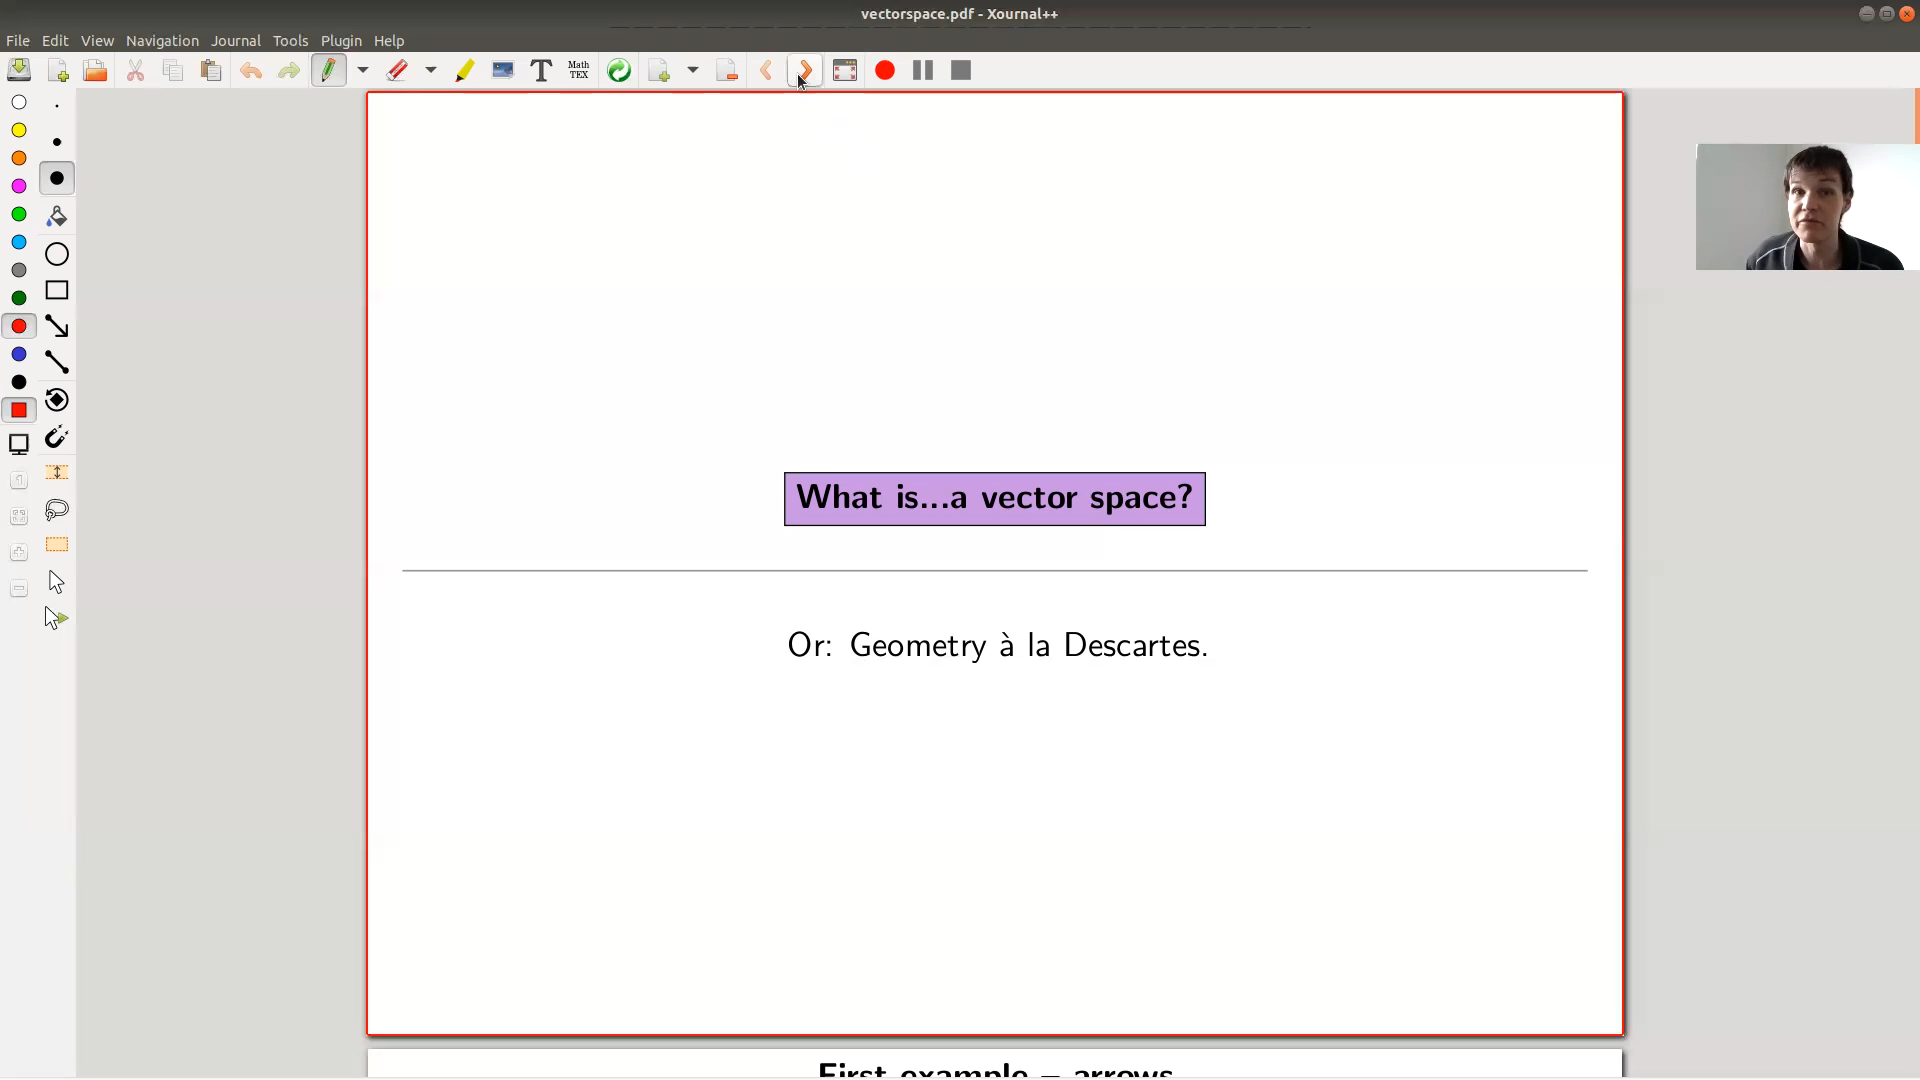 vectorspace.pdf - Xournal++
File Edit View Navigation Journal Tools Plugin Help
Math
TEX
What is...a vector space?
Or: Geometry à la Descartes.
First example – arrows